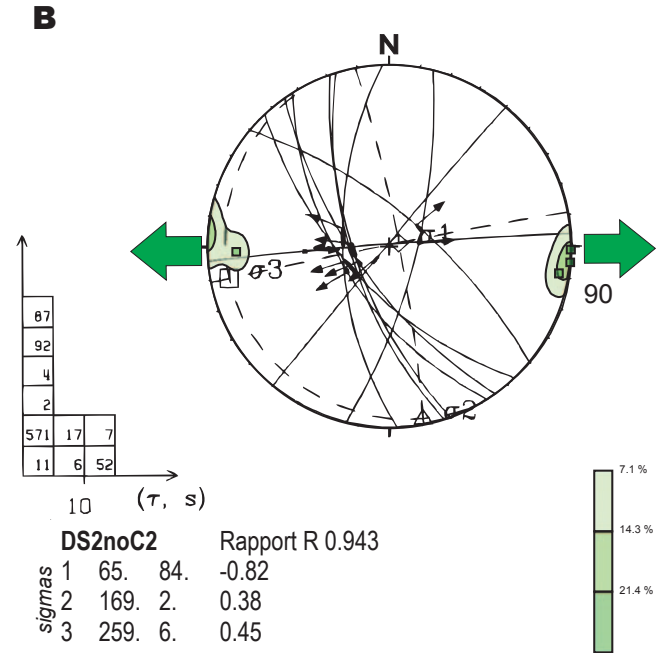 B
N
σ1
σ3
90
σ2
87
92
4
2
571 17 7
11 6 52
10 (τ, s)
7.1 %
14.3 %
21.4 %
DS2noC2 Rapport R 0.943
sigmas
1 65. 84. -0.82
2 169. 2. 0.38
3 259. 6. 0.45